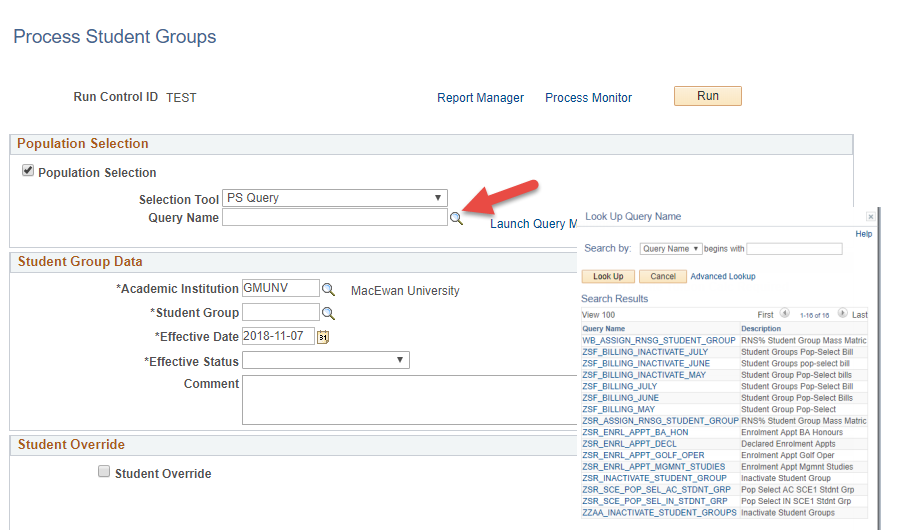 Process Student Groups
Run Control ID TEST Report Manager Process Monitor Run
Population Selection
Population Selection
Selection Tool PS Query
Query Name
Launch Query M
Student Group Data
*Academic Institution GMUNV MacEwan University
*Student Group
*Effective Date 2018-11-07 31
*Effective Status
Comment
Student Override
Student Override
Look Up Query Name
Help
Search by: Query Name begins with
Look Up Cancel Advanced Lookup
Search Results
View 100 First 1-16 of 16 Last
Query Name Description
WB_ASSIGN_RNSG_STUDENT_GROUP RNS% Student Group Mass Matric
ZSF_BILLING_INACTIVATE_JULY Student Groups Pop-Select Bill
ZSF_BILLING_INACTIVATE_JUNE Student Groups pop-select Bill
ZSF_BILLING_INACTIVATE_MAY Student Group Pop-Select bills
ZSF_BILLING_JULY Student Groups Pop-Select Bill
ZSF_BILLING_JUNE Student Group Pop-Select Bills
ZSF_BILLING_MAY Student Group Pop-Select
ZSR_ASSIGN_RNSG_STUDENT_GROUP RNS% Student Group Mass Matric
ZSR_ENRL_APPT_BA_HON Enrolment Appt BA Honours
ZSR_ENRL_APPT_DECL Declared Enrolment Appts
ZSR_ENRL_APPT_GOLF_OPER Enrolment Appt Golf Oper
ZSR_ENRL_APPT_MGMNT_STUDIES Enrolment Appt Mgmnt Studies
ZSR_INACTIVATE_STUDENT_GROUP Inactivate Student Group
ZSR_SCE_POP_SEL_AC_STDNT_GRP Pop Select AC SCE1 Stdnt Grp
ZSR_SCE_POP_SEL_IN_STDNT_GRP Pop Select IN SCE1 Stdnt Grp
ZZAA_INACTIVATE_STUDENT_GROUPS Inactivate Student Groups